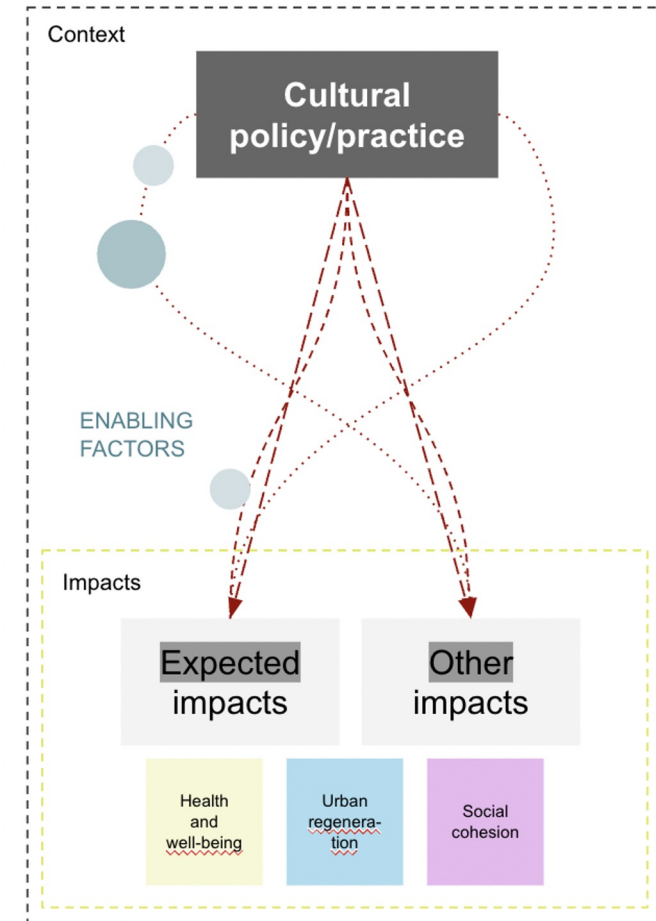 Context
Cultural
policy/practice
ENABLING
FACTORS
Impacts
Expected
impacts
Other
impacts
Health
and
well-being
Urban
regenera-
tion
Social
cohesion